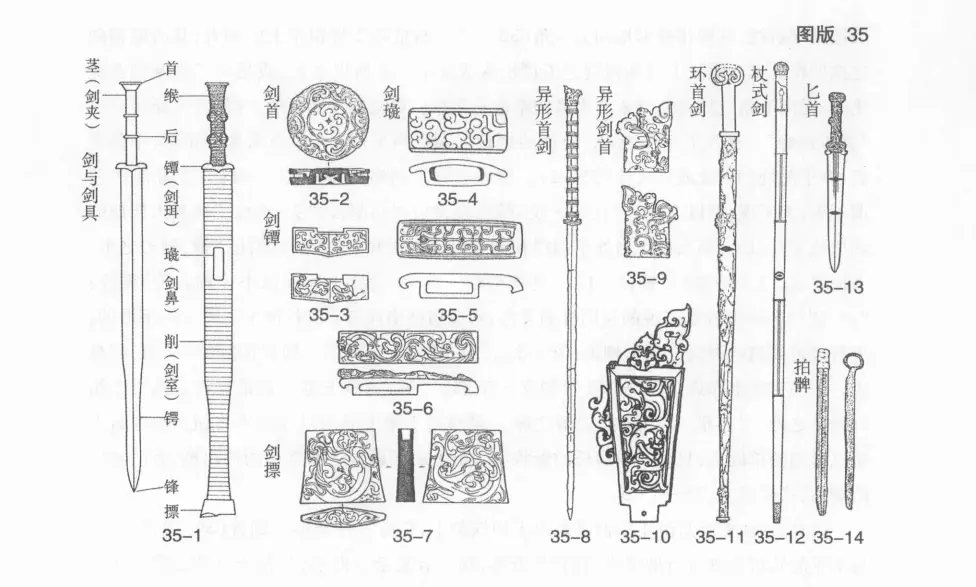 图版 35
茎(剑夹)
剑与剑具
首
缑
后
镡(剑珥)
璏(剑鼻)
削(剑室)
锷
锋
摽
35-1
剑首
35-2
剑镡
35-3
剑璏
35-4
35-5
35-6
剑摽
35-7
异形首剑
35-8
异形剑首
35-9
35-10
环首剑
35-11
杖式剑
35-12
匕首
35-13
拍髀
35-14